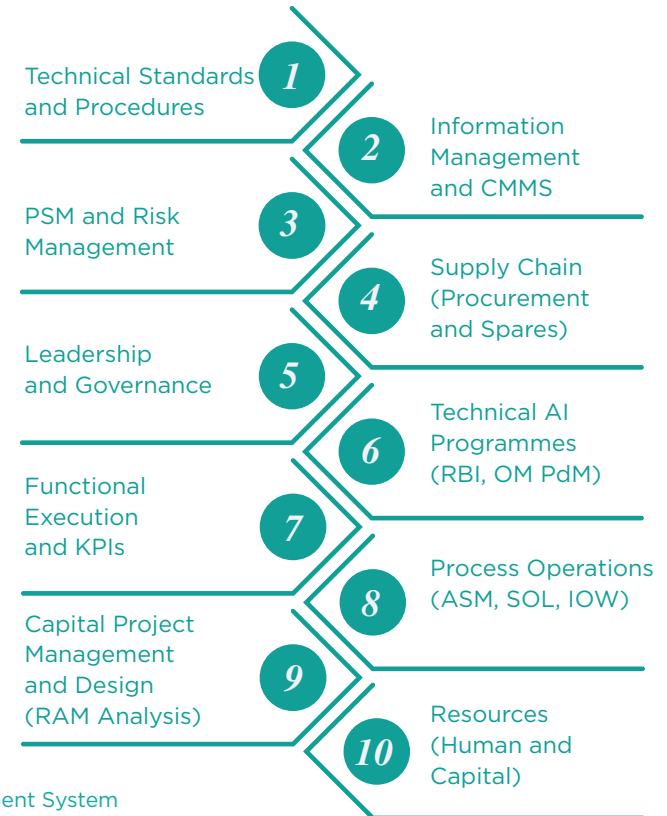 1
Technical Standards
and Procedures
2
Information
Management
and CMMS
3
PSM and Risk
Management
4
Supply Chain
(Procurement
and Spares)
5
Leadership
and Governance
6
Technical AI
Programmes
(RBI, OM PdM)
7
Functional
Execution
and KPIs
8
Process Operations
(ASM, SOL, IOW)
9
Capital Project
Management
and Design
(RAM Analysis)
10
Resources
(Human and
Capital)
ent System